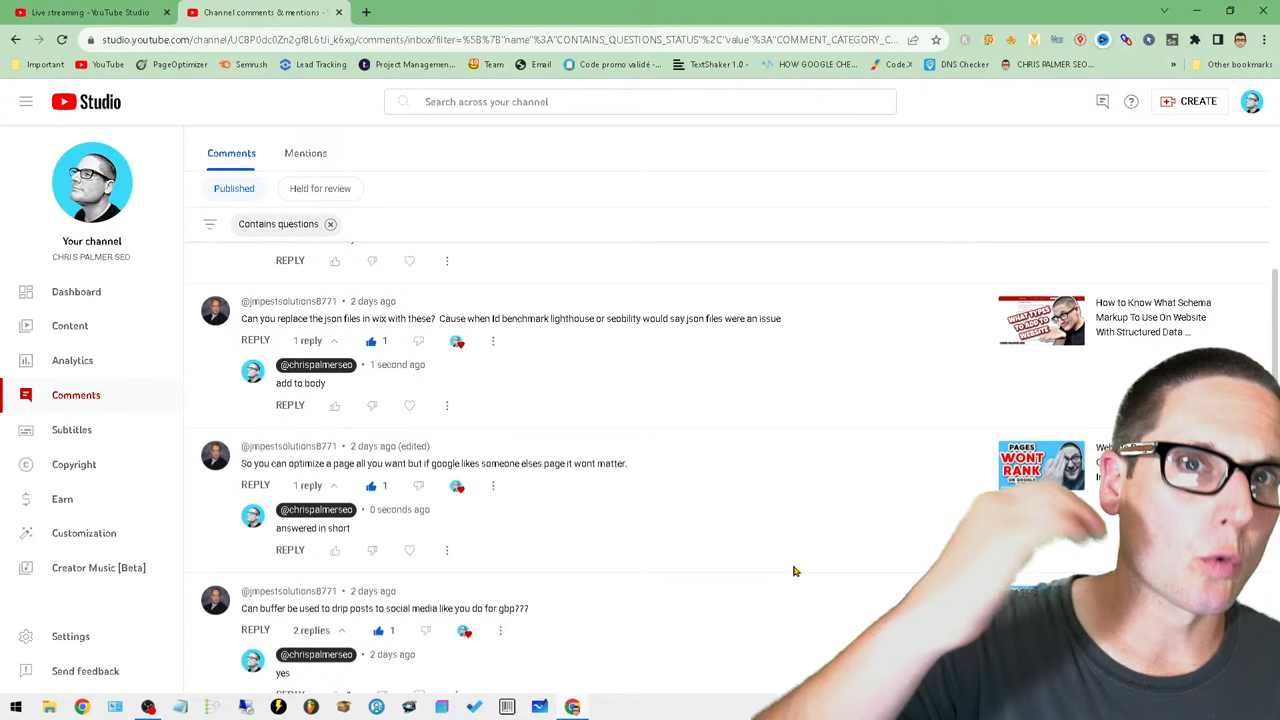 Live streaming - YouTube Studio
Channel comments & mentions -
studio.youtube.com/channel/UC8P0dc0Zn2gf8L6tJi_k6xg/comments/inbox?filter=%5B%7B"name"%3A"CONTAINS_QUESTIONS_STATUS"%2C"value"%3A"COMMENT_CATEGORY_C...
Important
YouTube
PageOptimizer
Semrush
Lead Tracking
Project Managemen...
Team
Email
Code promo validé -...
TextShaker 1.0 -
HOW GOOGLE CHE...
Code.X
DNS Checker
CHRIS PALMER SEO...
»
Other bookmarks
Studio
Search across your channel
CREATE
Your channel
CHRIS PALMER SEO
Dashboard
Content
Analytics
Comments
Subtitles
Copyright
Earn
Customization
Creator Music [Beta]
Settings
Send feedback
Comments
Mentions
Published
Held for review
Contains questions
REPLY
@jmpestsolutions8771 • 2 days ago
Can you replace the json files in wix with these? Cause when Id benchmark lighthouse or seobility would say json files were an issue
REPLY 1 reply 1
@chrispalmerseo • 1 second ago
add to body
REPLY
How to Know What Schema
Markup To Use On Website
With Structured Data ...
WHAT TYPES
TO ADD TO
WEBSITE
@jmpestsolutions8771 • 2 days ago (edited)
So you can optimize a page all you want but if google likes someone elses page it wont matter.
REPLY 1 reply 1
@chrispalmerseo • 0 seconds ago
answered in short
REPLY
PAGES
WONT
RANK
ON GOOGLE
@jmpestsolutions8771 • 2 days ago
Can buffer be used to drip posts to social media like you do for gbp???
REPLY 2 replies 1
@chrispalmerseo • 2 days ago
yes